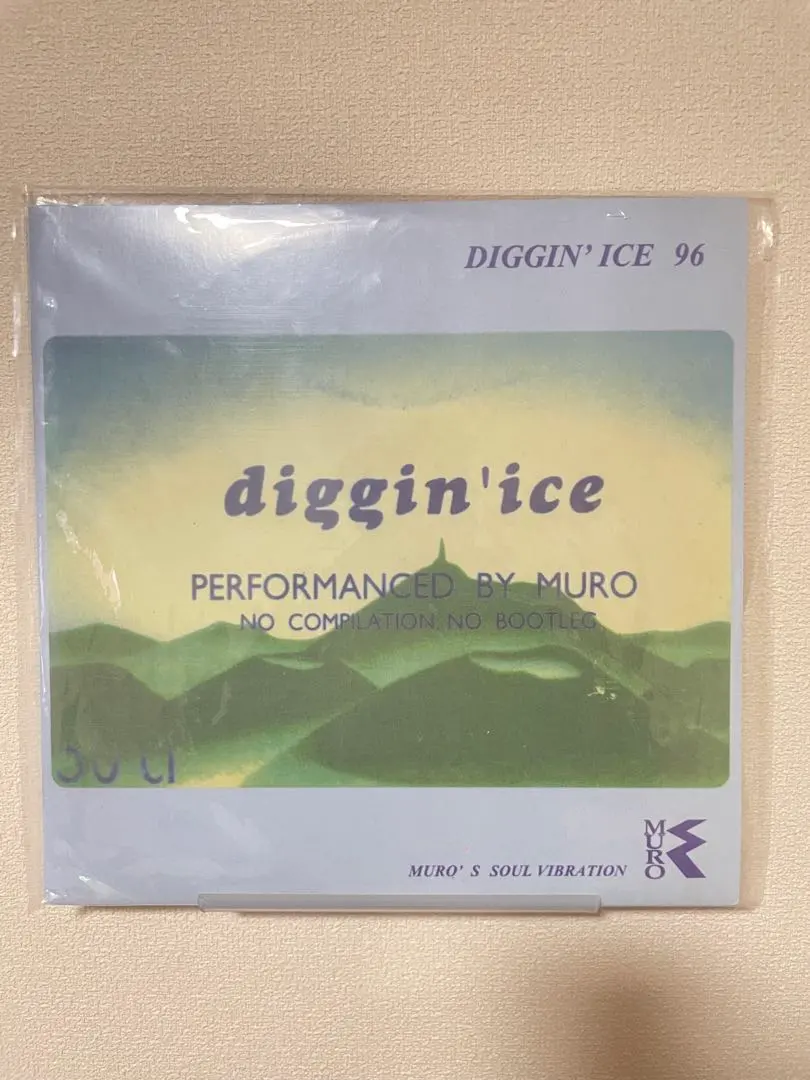 DIGGIN' ICE 96
diggin'ice
PERFORMANCED BY MURO
NO COMPILATION, NO BOOTLEG
MURO' S SOUL VIBRATION
MURO